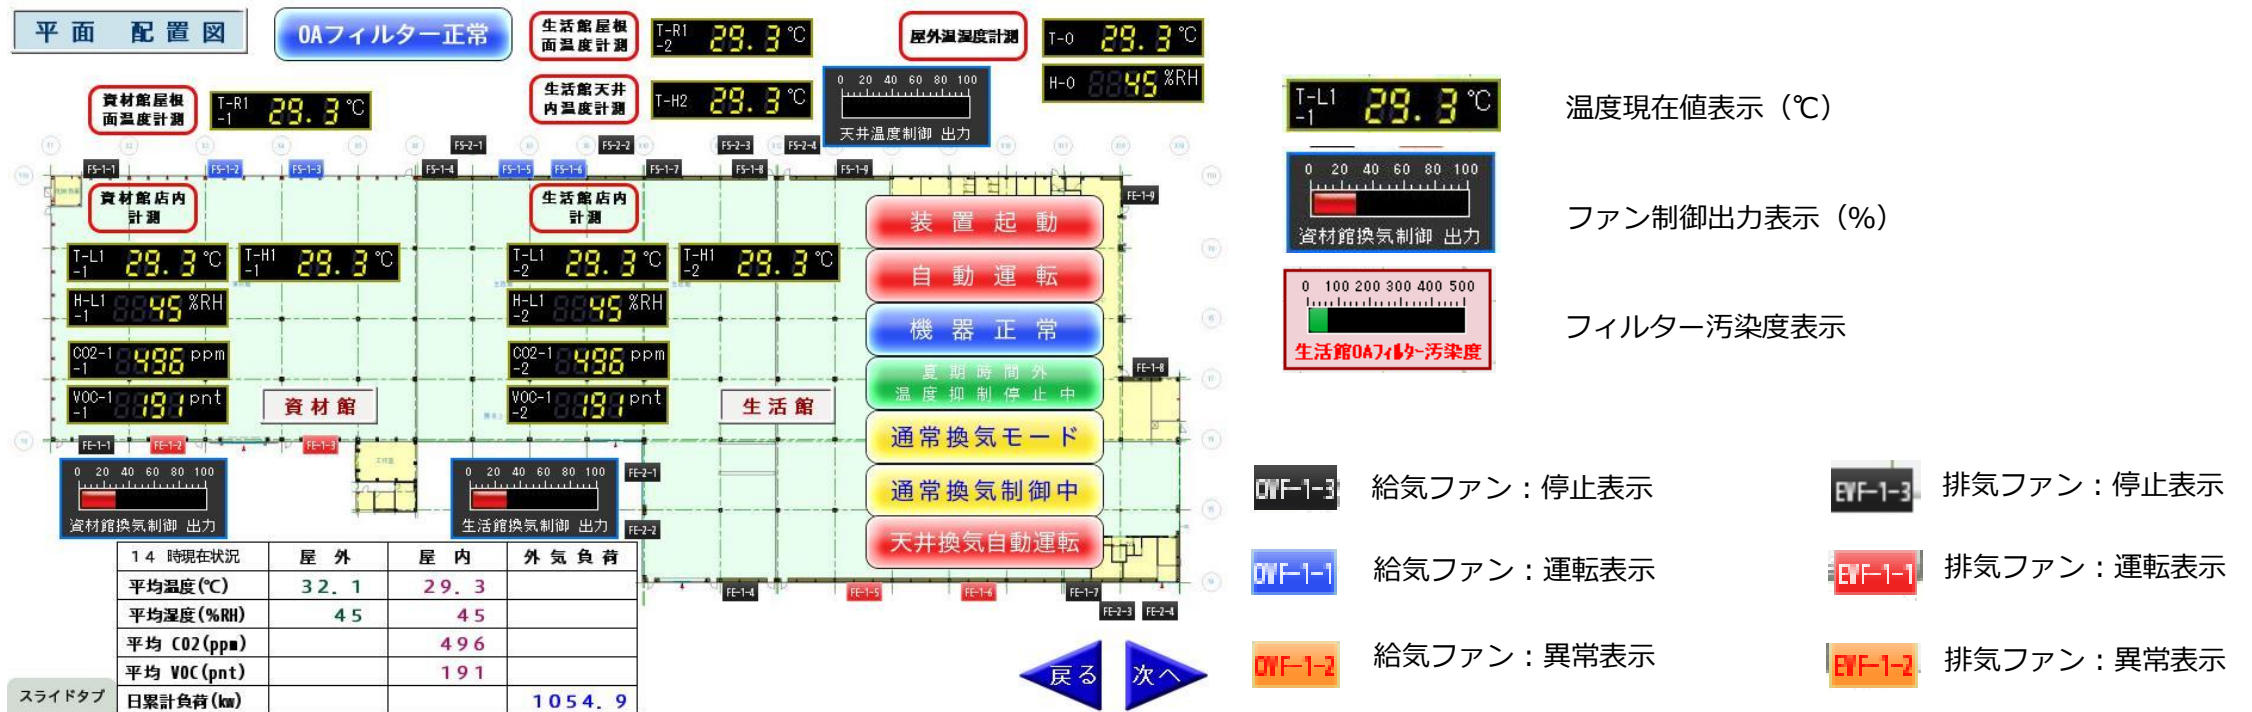 平面 配置図
OAフィルター正常
生活館屋根
面温度計測
T-R1
-2
29.3℃
屋外温湿度計測
T-O
29.3℃
H-O
45 %RH
生活館天井
内温度計測
T-H2
29.3℃
0 20 40 60 80 100
天井温度制御 出力
資材館屋根
面温度計測
T-R1
-1
29.3℃
FS-2-1
FS-2-2
FS-2-3
FS-2-4
FS-1-1
FS-1-2
FS-1-3
FS-1-4
FS-1-5
FS-1-6
FS-1-7
FS-1-8
FS-1-9
FE-1-9
資材館店内
計測
T-L1
-1
29.3℃
T-H1
-1
29.3℃
H-L1
-1
45 %RH
CO2-1
-1
496 ppm
VOC-1
-1
191 pnt
資材館
生活館店内
計測
T-L1
-2
29.3℃
T-H1
-2
29.3℃
H-L1
-2
45 %RH
CO2-1
-2
496 ppm
VOC-1
-2
191 pnt
生活館
装置起動
自動運転
機器正常
夏期時間外
温度抑制停止中
通常換気モード
通常換気制御中
天井換気自動運転
FE-1-8
FE-1-1
FE-1-2
FE-1-3
0 20 40 60 80 100
資材館換気制御 出力
0 20 40 60 80 100
生活館換気制御 出力
FE-2-1
FE-2-2
FE-1-4
FE-1-5
FE-1-6
FE-1-7
FE-2-3
FE-2-4
14 時現在状況 屋外 屋内 外気負荷
平均温度(℃) 32.1 29.3
平均湿度(%RH) 45 45
平均 CO2(ppm) 496
平均 VOC(pnt) 191
日累計負荷(kw) 1054.9
スライドタブ
戻る
次へ
T-L1
-1
29.3℃
温度現在値表示(℃)
0 20 40 60 80 100
資材館換気制御 出力
ファン制御出力表示(%)
0 100 200 300 400 500
生活館OAフィルター汚染度
フィルター汚染度表示
OVF-1-3
給気ファン:停止表示
EVF-1-3
排気ファン:停止表示
OVF-1-1
給気ファン:運転表示
EVF-1-1
排気ファン:運転表示
OVF-1-2
給気ファン:異常表示
EVF-1-2
排気ファン:異常表示